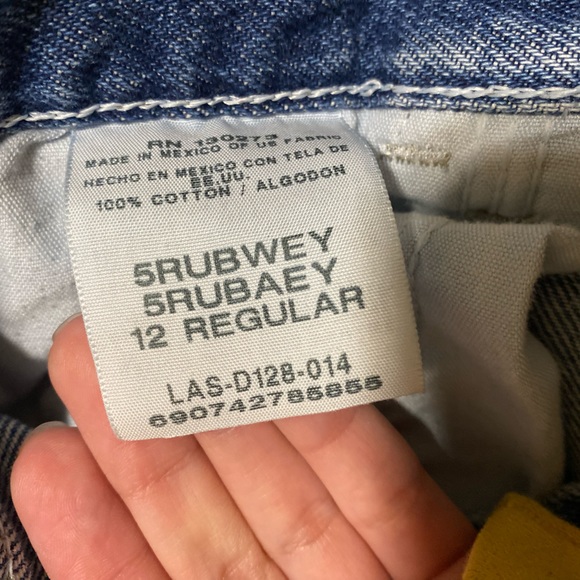 RN 130273
MADE IN MEXICO OF US FABRIC
HECHO EN MEXICO CON TELA DE
EE.UU.
100% COTTON / ALGODON
5RUBWEY
5RUBAEY
12 REGULAR
LAS-D128-014
690742785855